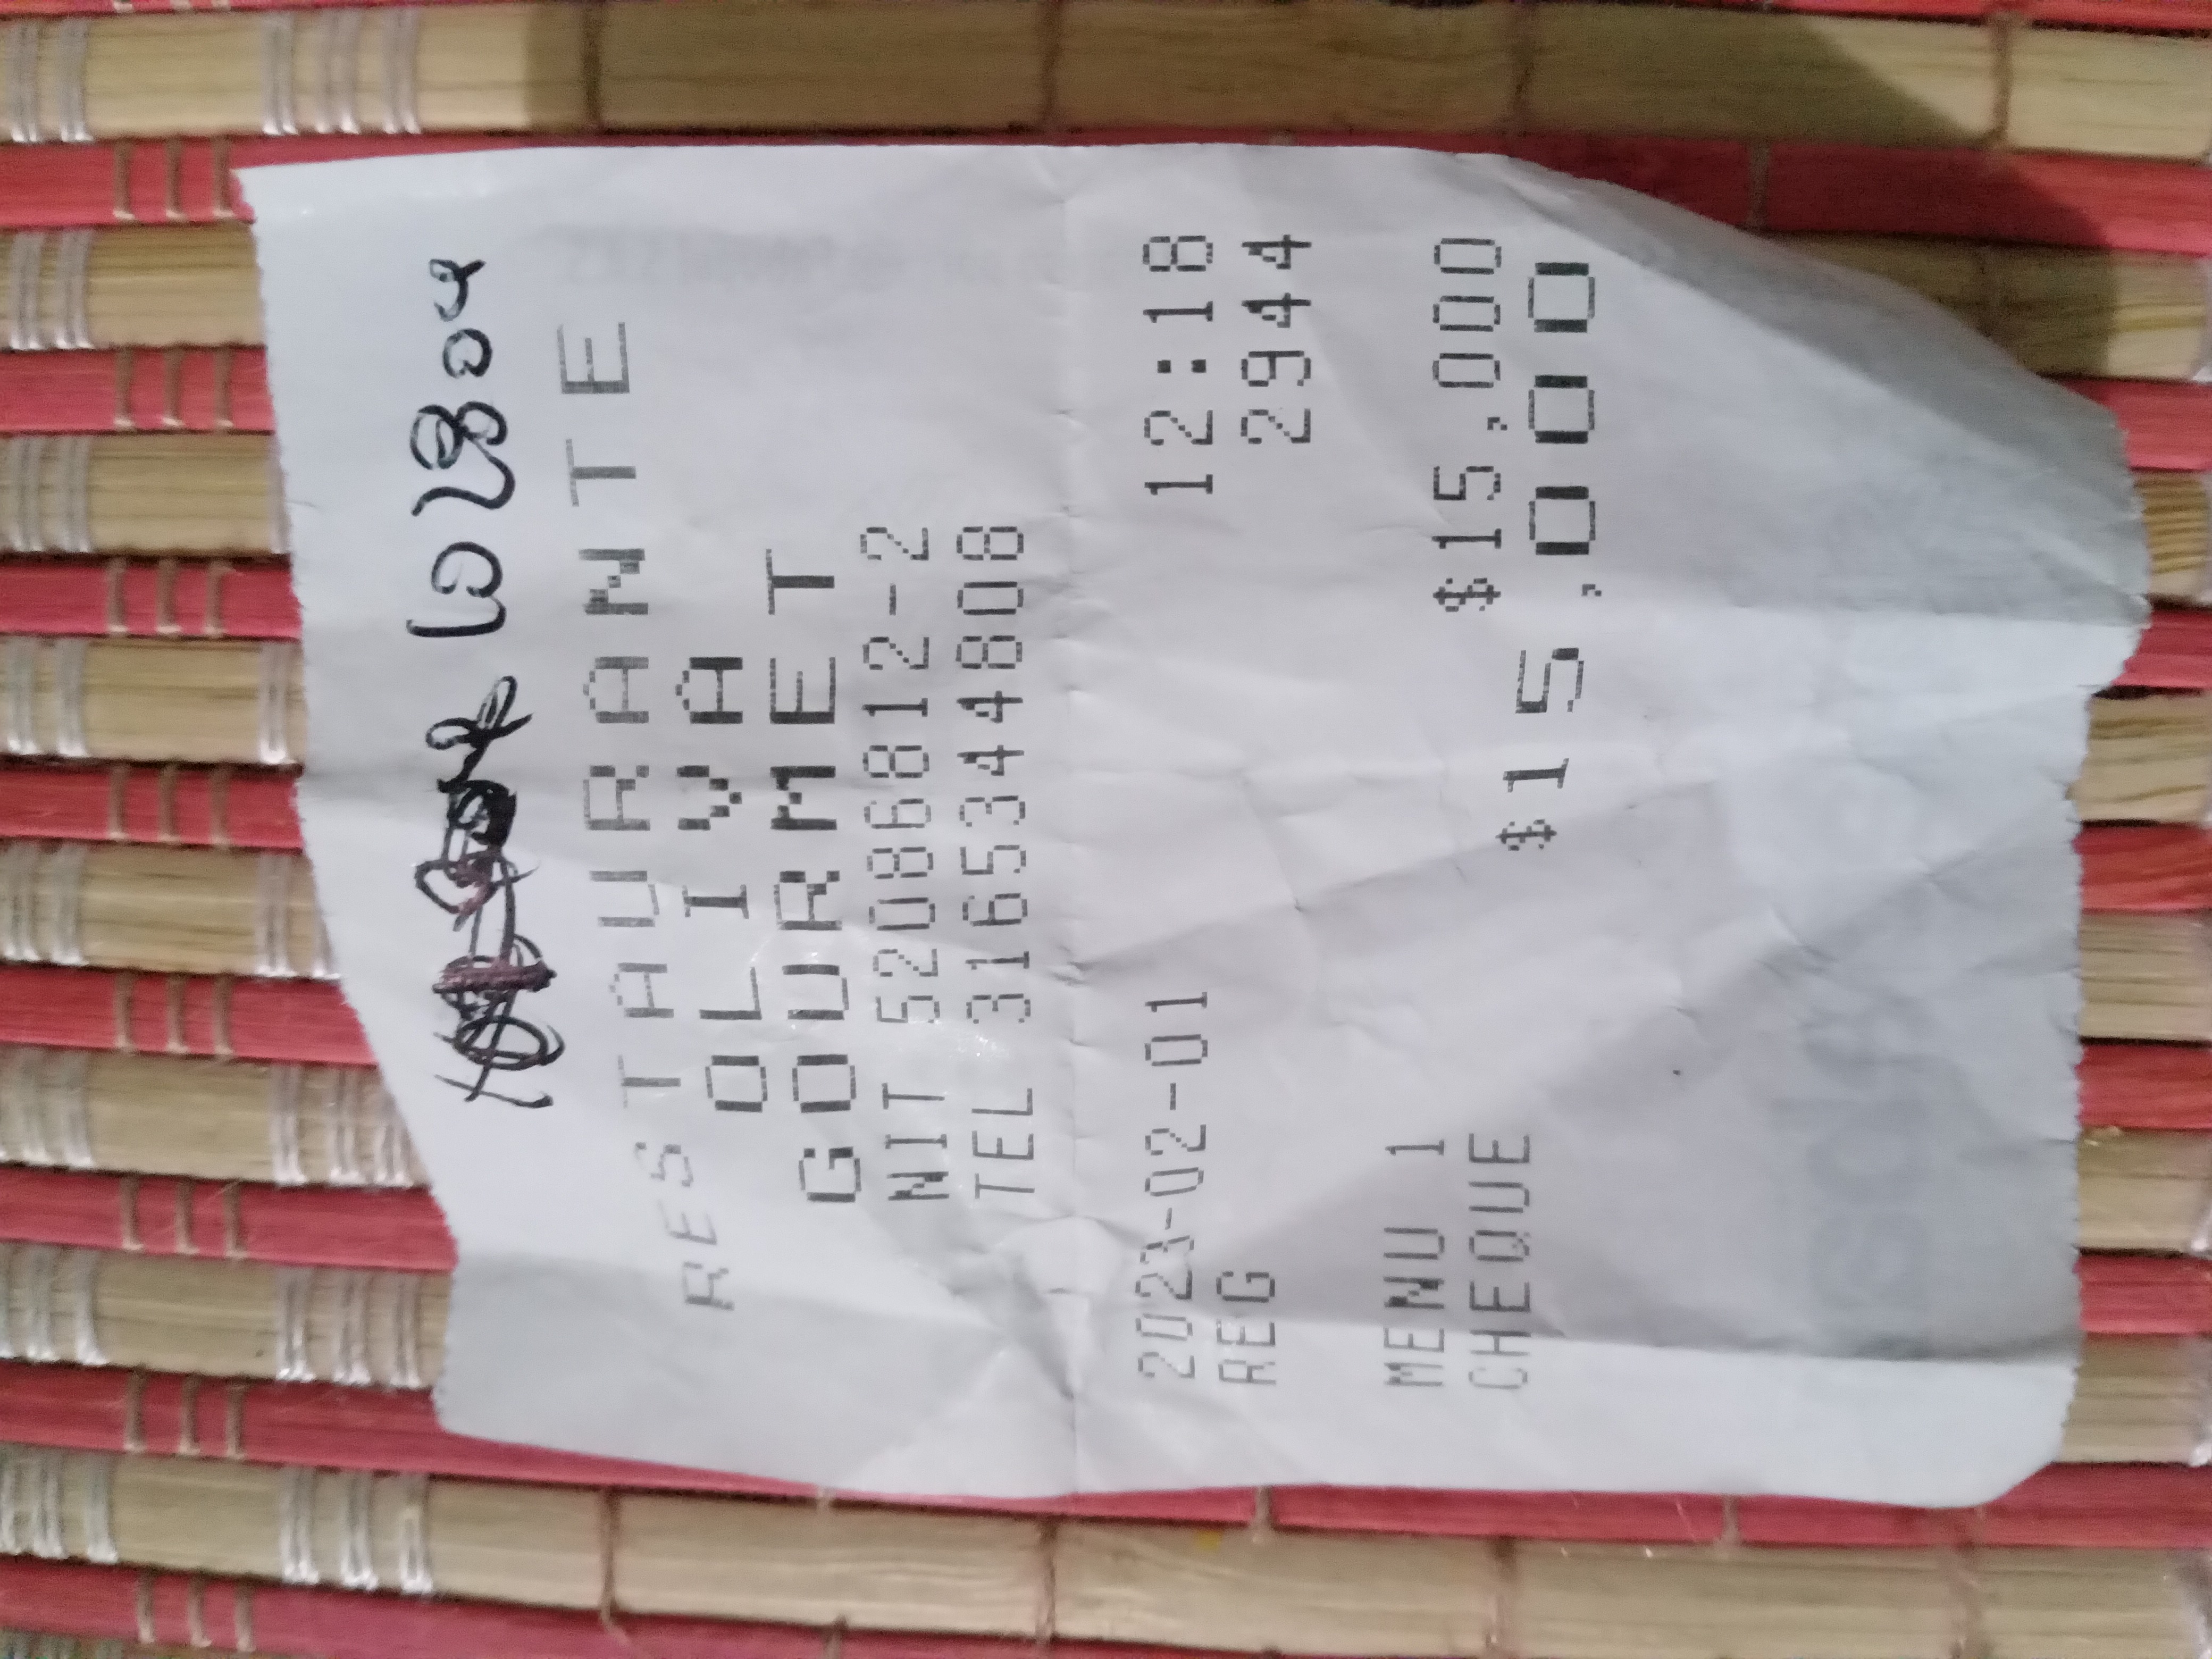 RESTAURANTE
OLIVA
GOURMET
NIT 52086812-2
TEL 3165344808
2023-02-01 12:18
REG 2944
MENU 1 $15,000
CHEQUE $15,000